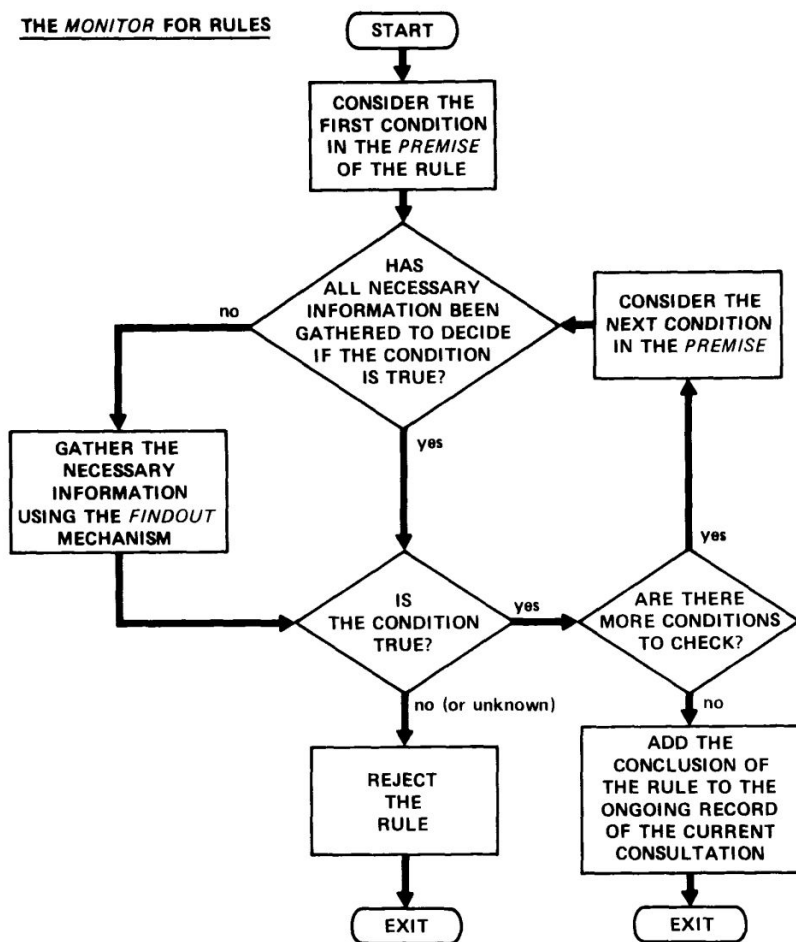 THE MONITOR FOR RULES
START
CONSIDER THE
FIRST CONDITION
IN THE PREMISE
OF THE RULE
HAS
ALL NECESSARY
INFORMATION BEEN
GATHERED TO DECIDE
IF THE CONDITION
IS TRUE?
no
yes
CONSIDER THE
NEXT CONDITION
IN THE PREMISE
GATHER THE
NECESSARY
INFORMATION
USING THE FINDOUT
MECHANISM
IS
THE CONDITION
TRUE?
yes
no (or unknown)
ARE THERE
MORE CONDITIONS
TO CHECK?
yes
no
REJECT
THE
RULE
ADD THE
CONCLUSION OF
THE RULE TO THE
ONGOING RECORD
OF THE CURRENT
CONSULTATION
EXIT
EXIT